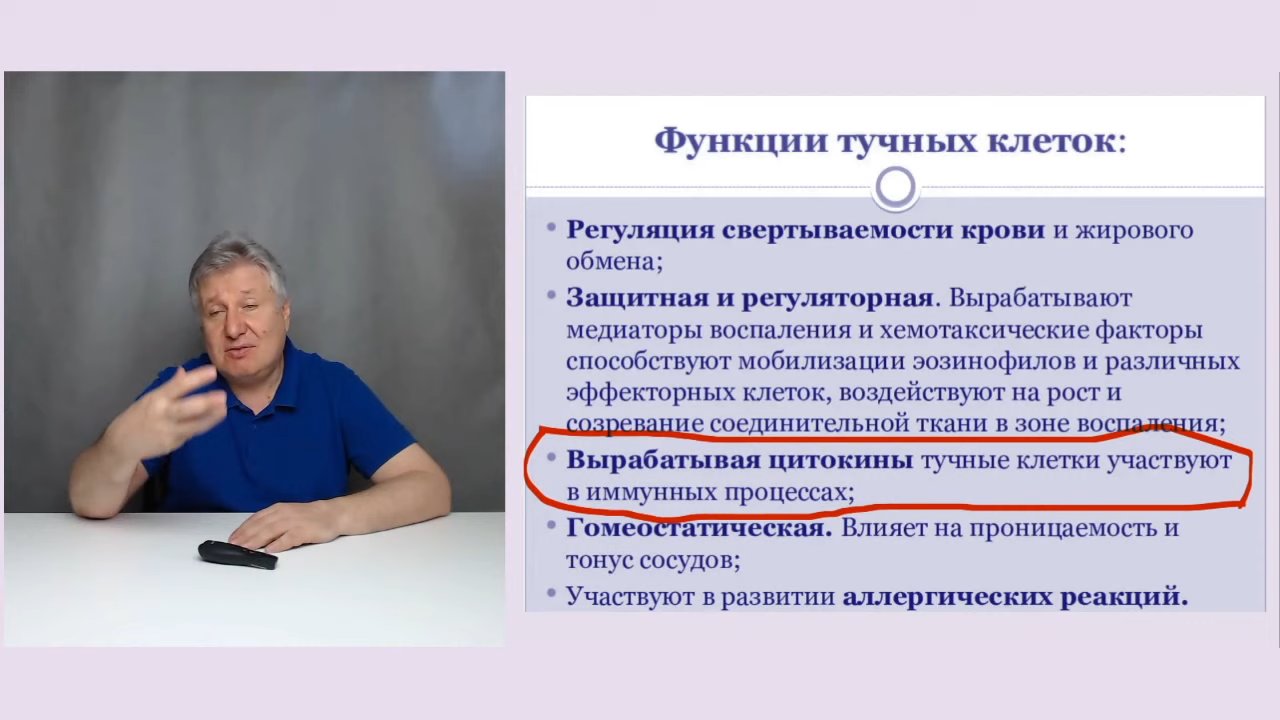 Функции тучных клеток:
• Регуляция свертываемости крови и жирового
обмена;
• Защитная и регуляторная. Вырабатывают
медиаторы воспаления и хемотаксические факторы
способствуют мобилизации эозинофилов и различных
эффекторных клеток, воздействуют на рост и
созревание соединительной ткани в зоне воспаления;
• Вырабатывая цитокины тучные клетки участвуют
в иммунных процессах;
• Гомеостатическая. Влияет на проницаемость и
тонус сосудов;
• Участвуют в развитии аллергических реакций.